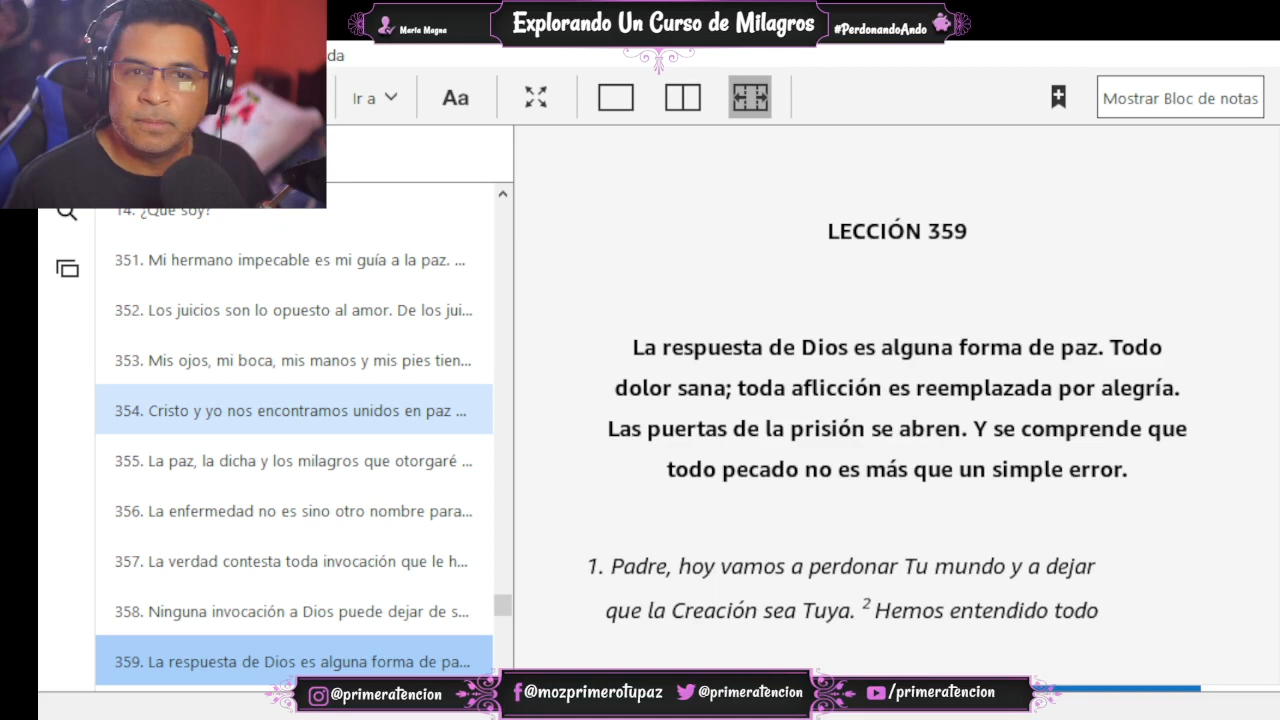 Maria Magna
Explorando Un Curso de Milagros
#PerdonandoAndo
da
Ir a
Aa
Mostrar Bloc de notas
14. ¿Qué soy?
351. Mi hermano impecable es mi guía a la paz. ...
352. Los juicios son lo opuesto al amor. De los jui...
353. Mis ojos, mi boca, mis manos y mis pies tien...
354. Cristo y yo nos encontramos unidos en paz ...
355. La paz, la dicha y los milagros que otorgaré ...
356. La enfermedad no es sino otro nombre para...
357. La verdad contesta toda invocación que le h...
358. Ninguna invocación a Dios puede dejar de s...
359. La respuesta de Dios es alguna forma de pa...
LECCIÓN 359
La respuesta de Dios es alguna forma de paz. Todo
dolor sana; toda aflicción es reemplazada por alegría.
Las puertas de la prisión se abren. Y se comprende que
todo pecado no es más que un simple error.
1. Padre, hoy vamos a perdonar Tu mundo y a dejar
que la Creación sea Tuya. ² Hemos entendido todo
@primeratencion
@mozprimerotupaz
@primeratencion
/primeratencion